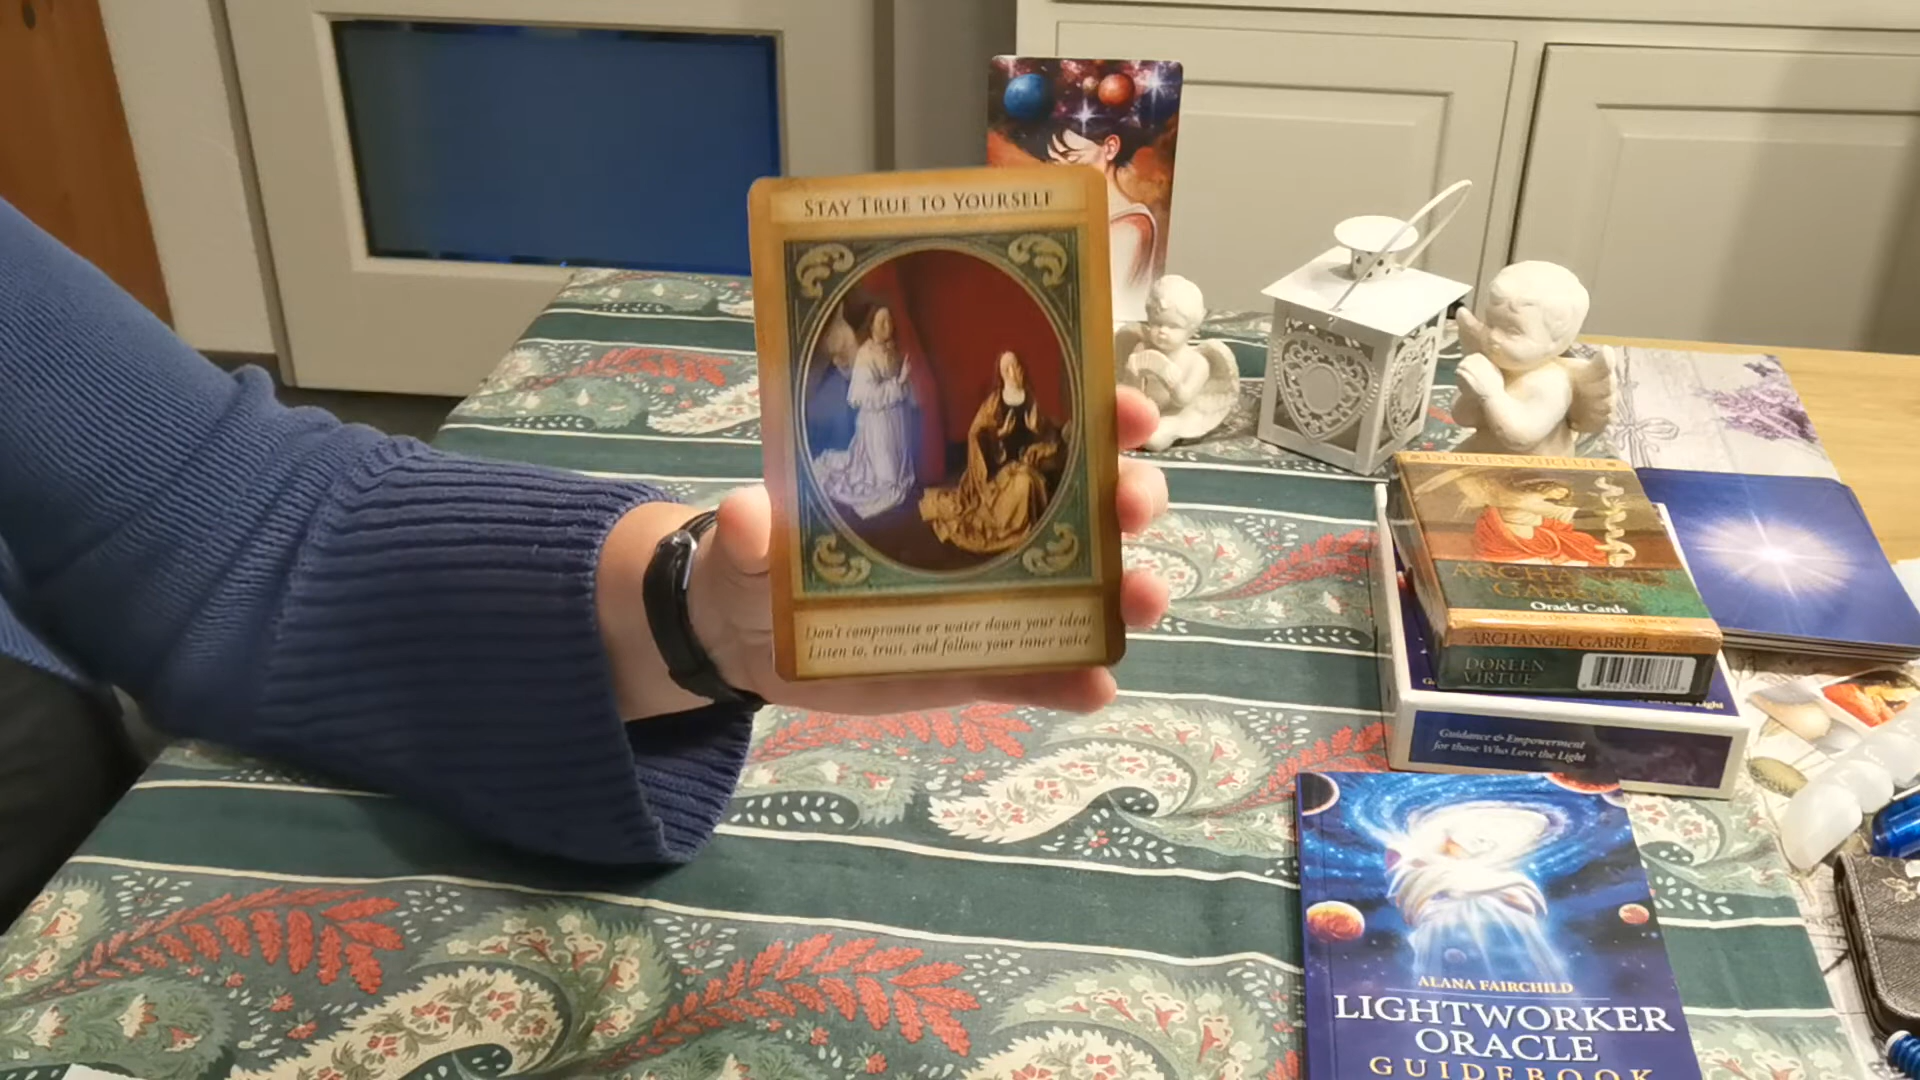 STAY TRUE TO YOURSELF
Don't compromise or water down your ideas.
Listen to, trust, and follow your inner voice.
DOREEN VIRTUE
ARCHANGEL
GABRIEL
Oracle Cards
ARCHANGEL GABRIEL
DOREEN
VIRTUE
Light
Guidance & Empowerment
for those Who Love the Light
ALANA FAIRCHILD
LIGHTWORKER
ORACLE
GUIDEBOOK